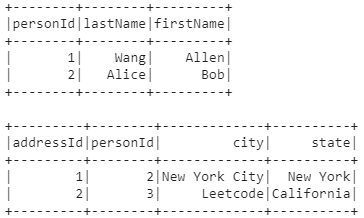 +--------+--------+---------+
|personId|lastName|firstName|
+--------+--------+---------+
|       1|    Wang|    Allen|
|       2|   Alice|      Bob|
+--------+--------+---------+
+---------+--------+-------------+----------+
|addressId|personId|         city|     state|
+---------+--------+-------------+----------+
|        1|       2|New York City|  New York|
|        2|       3|     Leetcode|California|
+---------+--------+-------------+----------+